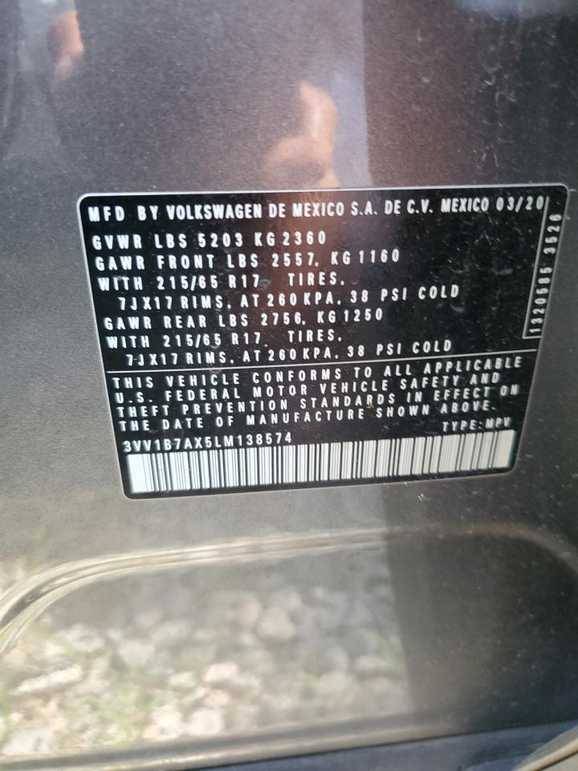 MFD BY VOLKSWAGEN DE MEXICO S.A. DE C.V. MEXICO 03/20
GVWR LBS 5203 KG 2360
GAWR FRONT LBS 2557, KG 1160
WITH 215/65 R17 TIRES,
7JX17 RIMS, AT 260 KPA, 38 PSI COLD
GAWR REAR LBS 2756, KG 1250
WITH 215/65 R17 TIRES,
7JX17 RIMS, AT 260 KPA, 38 PSI COLD
1320585 3526
THIS VEHICLE CONFORMS TO ALL APPLICABLE
U.S. FEDERAL MOTOR VEHICLE SAFETY AND
THEFT PREVENTION STANDARDS IN EFFECT ON
THE DATE OF MANUFACTURE SHOWN ABOVE.
3VV1B7AX5LM138574 TYPE: MPV